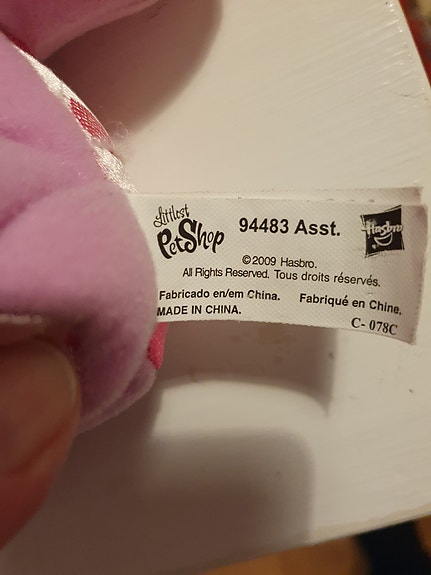 Littlest
PetShop
94483 Asst.
Hasbro
©2009 Hasbro.
All Rights Reserved. Tous droits réservés.
Fabricado en/em China. Fabriqué en Chine.
MADE IN CHINA.
C- 078C